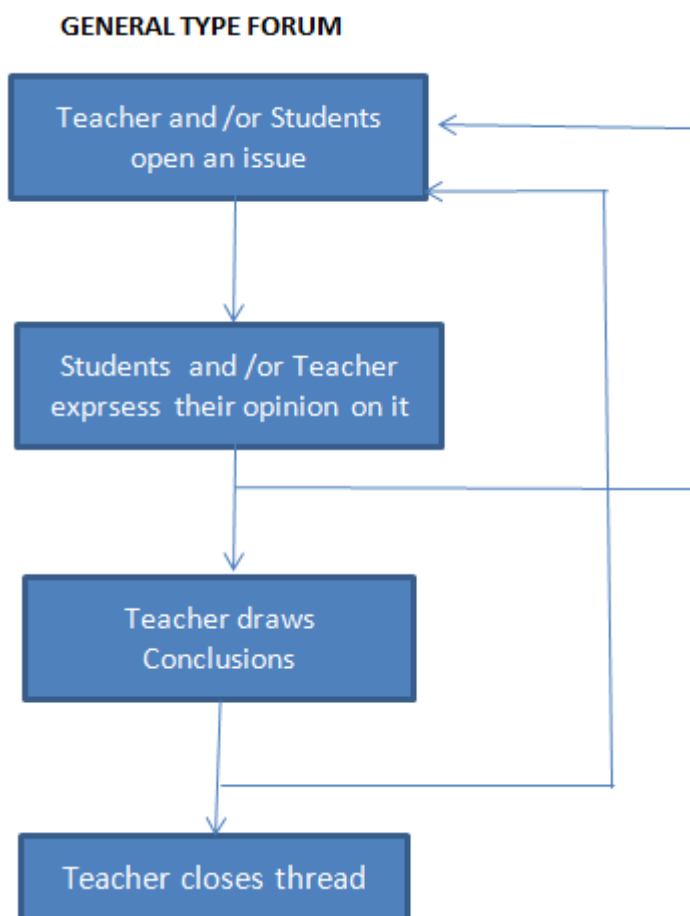 GENERAL TYPE FORUM
Teacher and /or Students
open an issue
Students and /or Teacher
exprsess their opinion on it
Teacher draws
Conclusions
Teacher closes thread